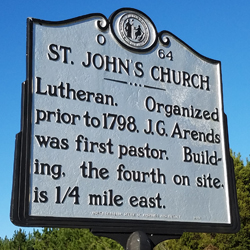 O 64
ST. JOHN'S CHURCH
Lutheran. Organized
prior to 1798. J.G. Arends
was first pastor. Build-
ing, the fourth on site,
is 1/4 mile east.